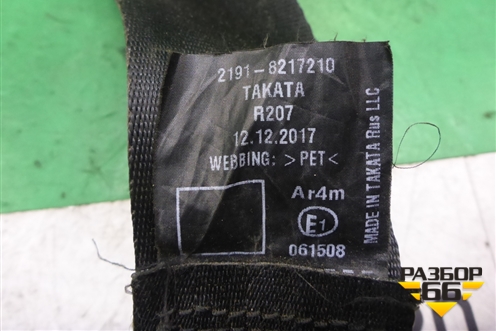 2191-8217210
TAKATA
R207
12.12.2017
WEBBING: >PET<
Ar4m
E1
061508
MADE IN TAKATA Rus LLC
РАЗБОР
66